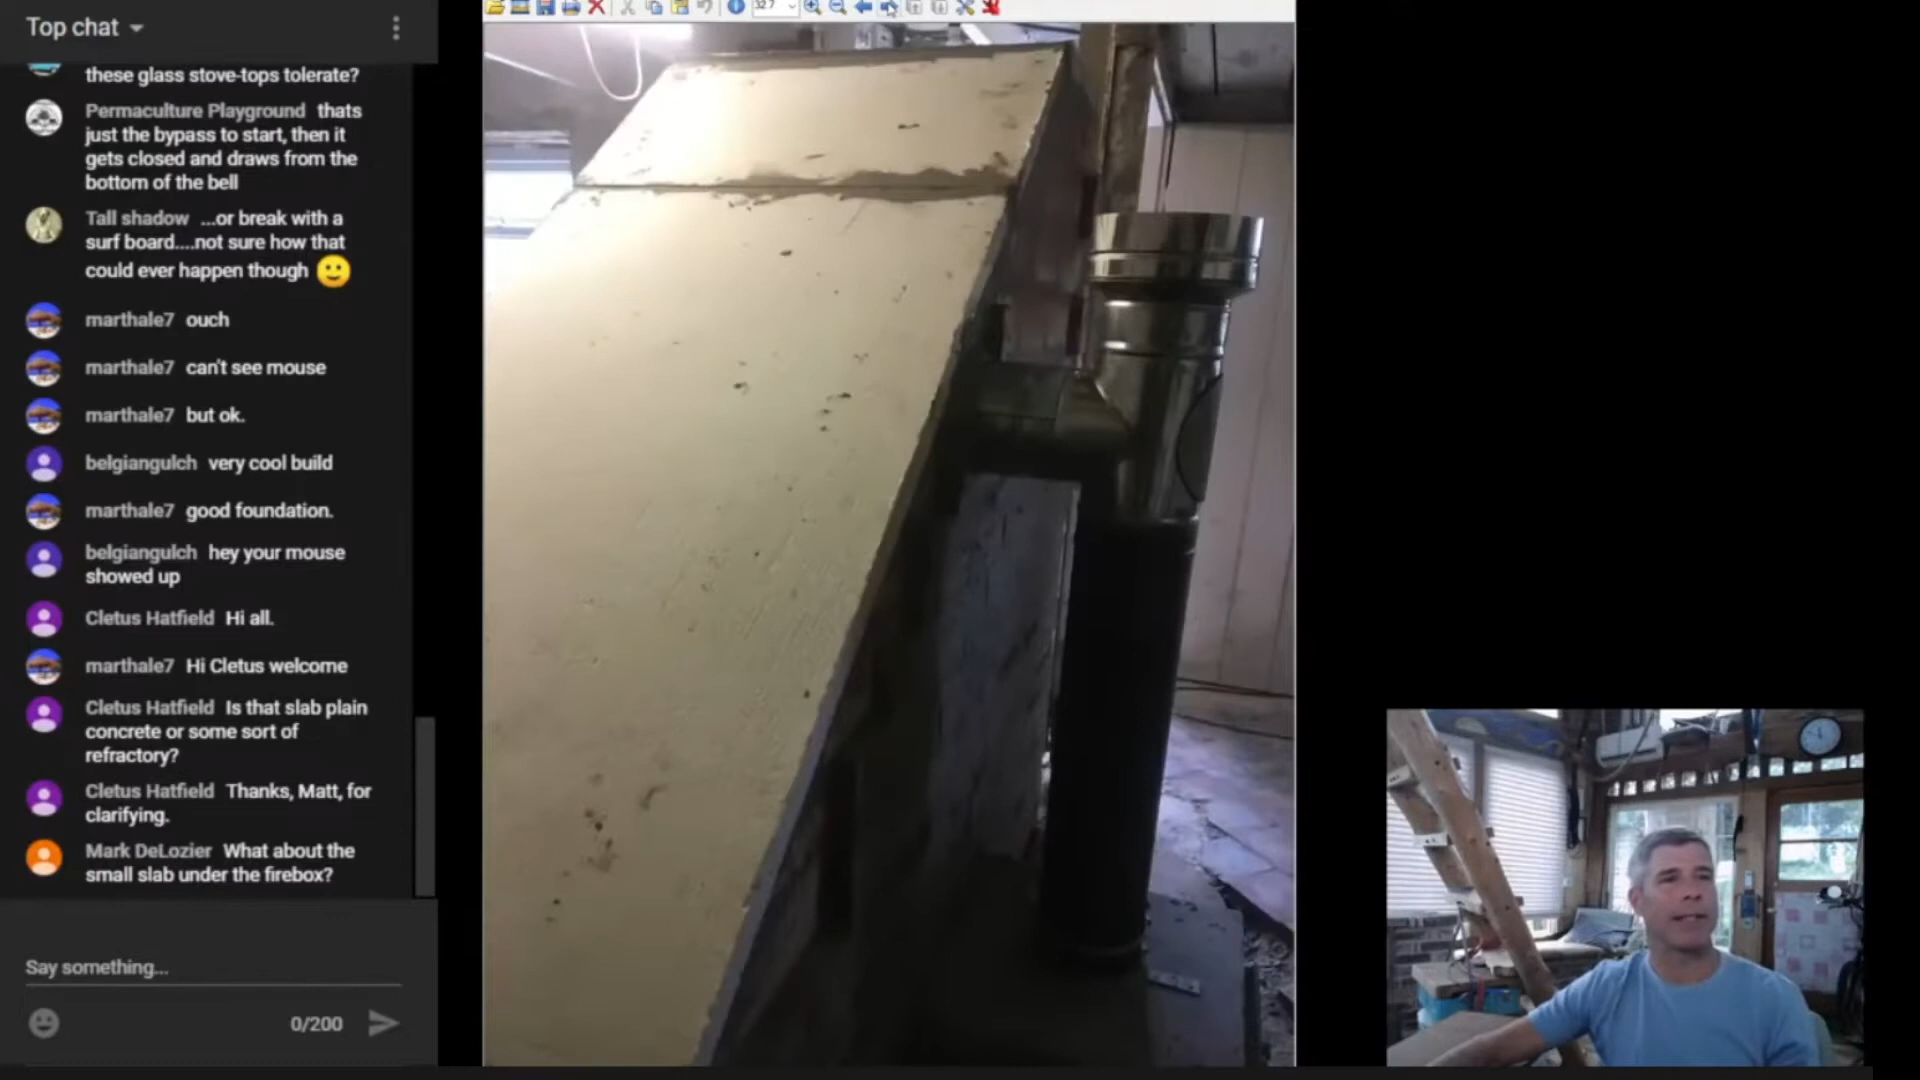 Top chat
these glass stove-tops tolerate?
Permaculture Playground thats
just the bypass to start, then it
gets closed and draws from the
bottom of the bell
Tall shadow ...or break with a
surf board....not sure how that
could ever happen though 🙂
marthale7 ouch
marthale7 can't see mouse
marthale7 but ok.
belgiangulch very cool build
marthale7 good foundation.
belgiangulch hey your mouse
showed up
Cletus Hatfield Hi all.
marthale7 Hi Cletus welcome
Cletus Hatfield Is that slab plain
concrete or some sort of
refractory?
Cletus Hatfield Thanks, Matt, for
clarifying.
Mark DeLozier What about the
small slab under the firebox?
Say something...
0/200
32.7